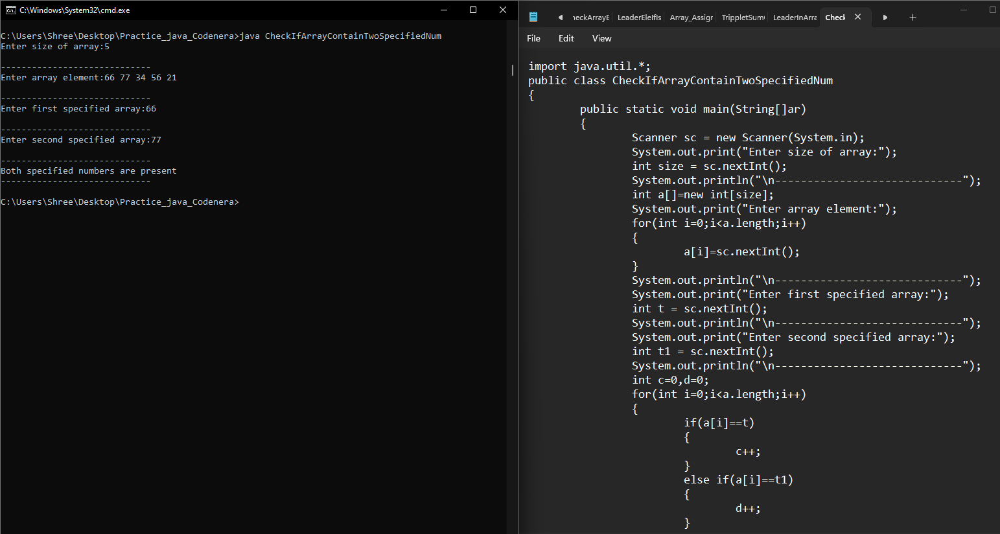 C:\Windows\System32\cmd.exe
C:\Users\Shree\Desktop\Practice_java_Codenera>java CheckIfArrayContainTwoSpecifiedNum
Enter size of array:5
-----------------------------
Enter array element:66 77 34 56 21
-----------------------------
Enter first specified array:66
-----------------------------
Enter second specified array:77
-----------------------------
Both specified numbers are present
-----------------------------
C:\Users\Shree\Desktop\Practice_java_Codenera>
heckArrayE LeaderEleIfIs Array_Assigr TrippletSum LeaderInArra Check
File Edit View
import java.util.*;
public class CheckIfArrayContainTwoSpecifiedNum
{
public static void main(String[]ar)
{
Scanner sc = new Scanner(System.in);
System.out.print("Enter size of array:");
int size = sc.nextInt();
System.out.println("\n-----------------------------");
int a[]=new int[size];
System.out.print("Enter array element:");
for(int i=0;i<a.length;i++)
{
a[i]=sc.nextInt();
}
System.out.println("\n-----------------------------");
System.out.print("Enter first specified array:");
int t = sc.nextInt();
System.out.println("\n-----------------------------");
System.out.print("Enter second specified array:");
int t1 = sc.nextInt();
System.out.println("\n-----------------------------");
int c=0,d=0;
for(int i=0;i<a.length;i++)
{
if(a[i]==t)
{
c++;
}
else if(a[i]==t1)
{
d++;
}